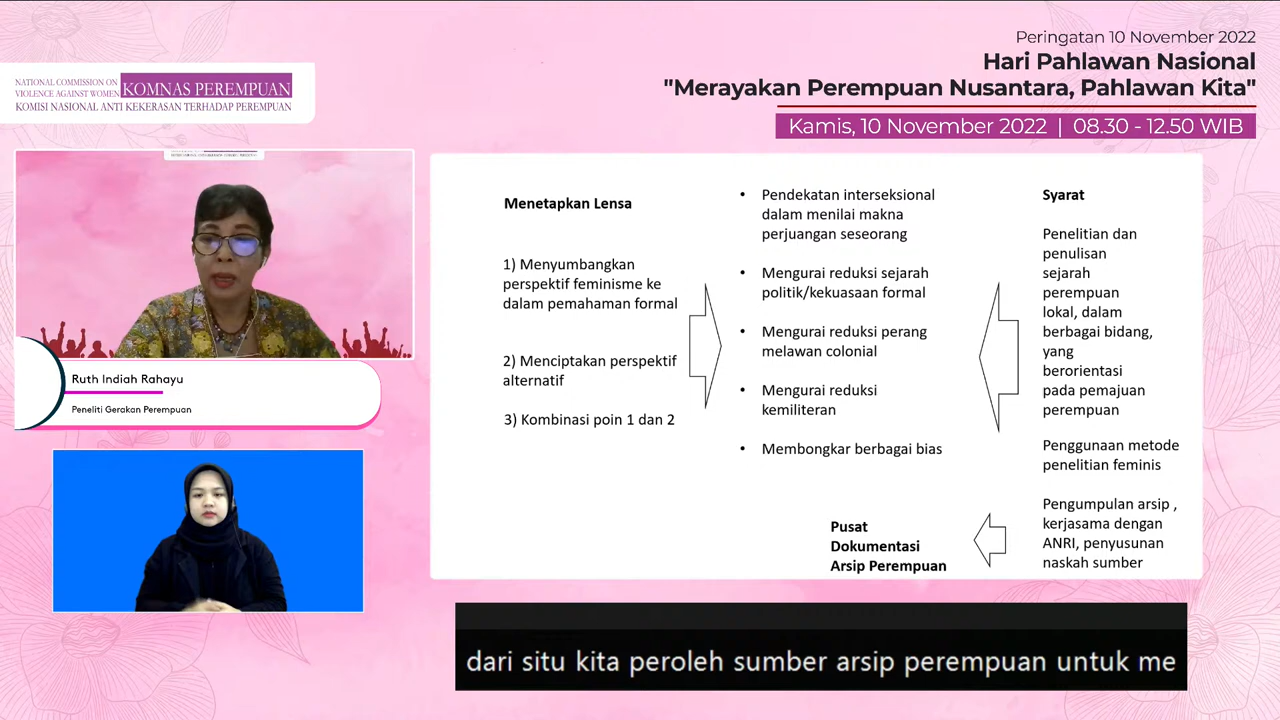 Peringatan 10 November 2022
Hari Pahlawan Nasional
"Merayakan Perempuan Nusantara, Pahlawan Kita"
Kamis, 10 November 2022 | 08.30 - 12.50 WIB
NATIONAL COMMISSION ON
VIOLENCE AGAINST WOMEN
KOMNAS PEREMPUAN
KOMISI NASIONAL ANTI KEKERASAN TERHADAP PEREMPUAN
Ruth Indiah Rahayu
Peneliti Gerakan Perempuan
Menetapkan Lensa
1) Menyumbangkan
perspektif feminisme ke
dalam pemahaman formal
2) Menciptakan perspektif
alternatif
3) Kombinasi poin 1 dan 2
• Pendekatan interseksional
dalam menilai makna
perjuangan seseorang
• Mengurai reduksi sejarah
politik/kekuasaan formal
• Mengurai reduksi perang
melawan colonial
• Mengurai reduksi
kemiliteran
• Membongkar berbagai bias
Pusat
Dokumentasi
Arsip Perempuan
Syarat
Penelitian dan
penulisan
sejarah
perempuan
lokal, dalam
berbagai bidang,
yang
berorientasi
pada pemajuan
perempuan
Penggunaan metode
penelitian feminis
Pengumpulan arsip ,
kerjasama dengan
ANRI, penyusunan
naskah sumber
dari situ kita peroleh sumber arsip perempuan untuk me